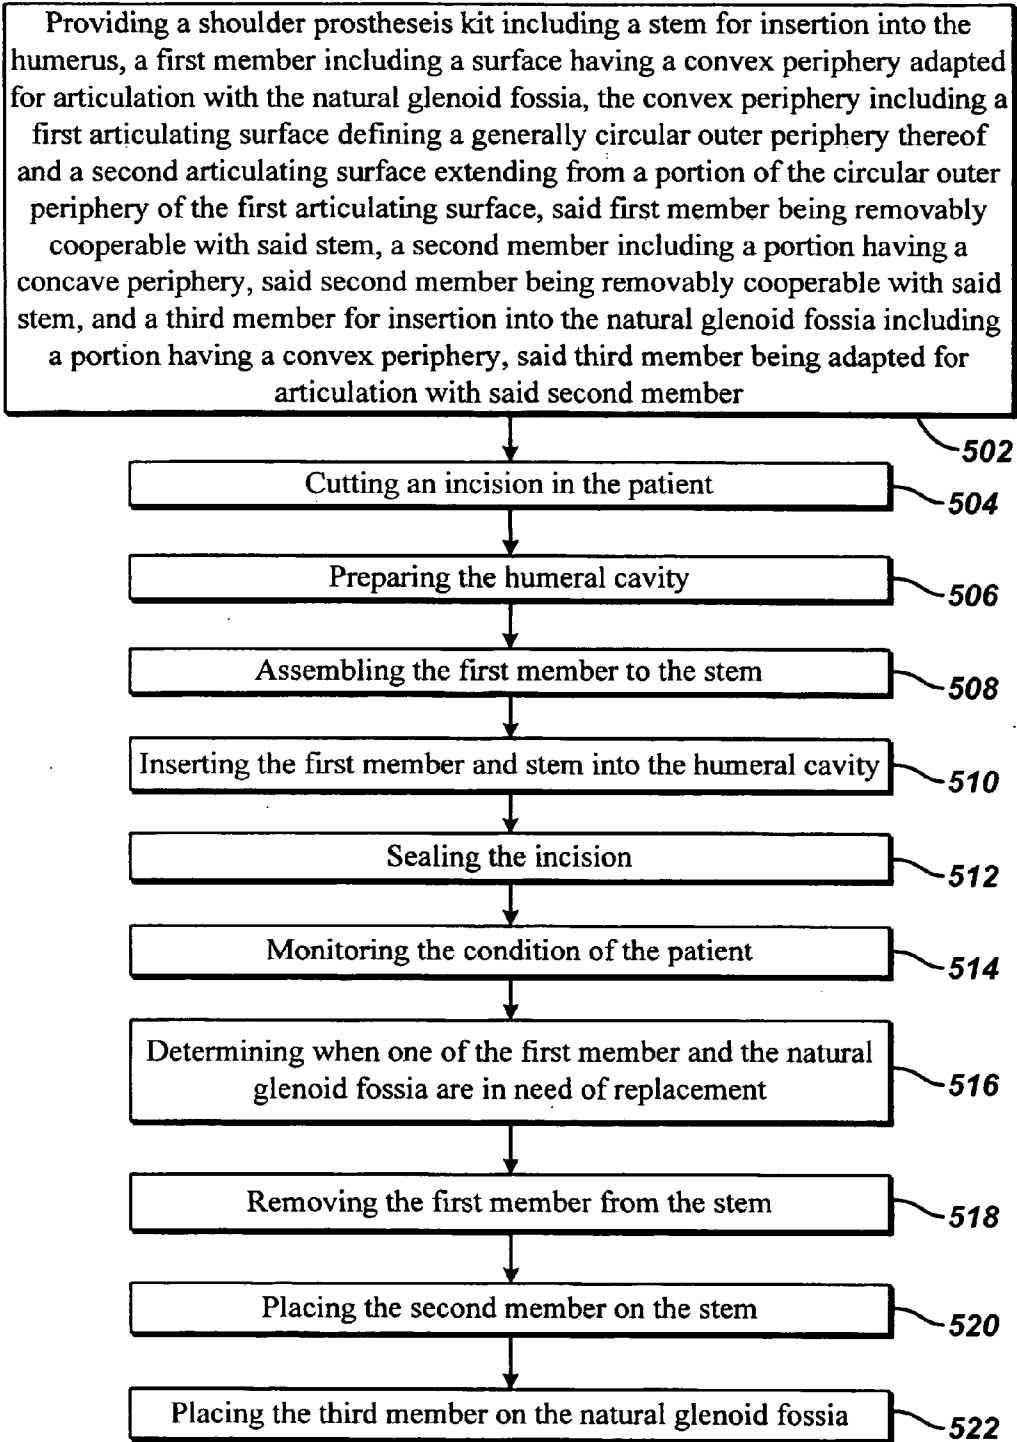 Providing a shoulder prostheseis kit including a stem for insertion into the
humerus, a first member including a surface having a convex periphery adapted
for articulation with the natural glenoid fossia, the convex periphery including a
first articulating surface defining a generally circular outer periphery thereof
and a second articulating surface extending from a portion of the circular outer
periphery of the first articulating surface, said first member being removably
cooperable with said stem, a second member including a portion having a
concave periphery, said second member being removably cooperable with said
stem, and a third member for insertion into the natural glenoid fossia including
a portion having a convex periphery, said third member being adapted for
articulation with said second member
502
Cutting an incision in the patient
504
Preparing the humeral cavity
506
Assembling the first member to the stem
508
Inserting the first member and stem into the humeral cavity
510
Sealing the incision
512
Monitoring the condition of the patient
514
Determining when one of the first member and the natural
glenoid fossia are in need of replacement
516
Removing the first member from the stem
518
Placing the second member on the stem
520
Placing the third member on the natural glenoid fossia
522